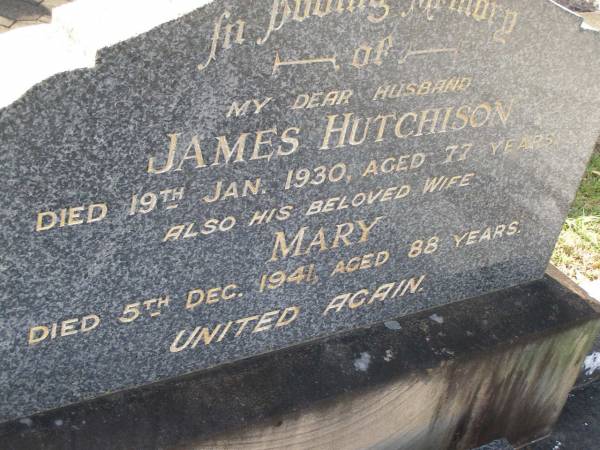 In Loving Memory
of
MY DEAR HUSBAND
JAMES HUTCHISON
DIED 19TH JAN. 1930, AGED 77 YEARS.
ALSO HIS BELOVED WIFE
MARY
DIED 5TH DEC. 1941, AGED 88 YEARS.
UNITED AGAIN.